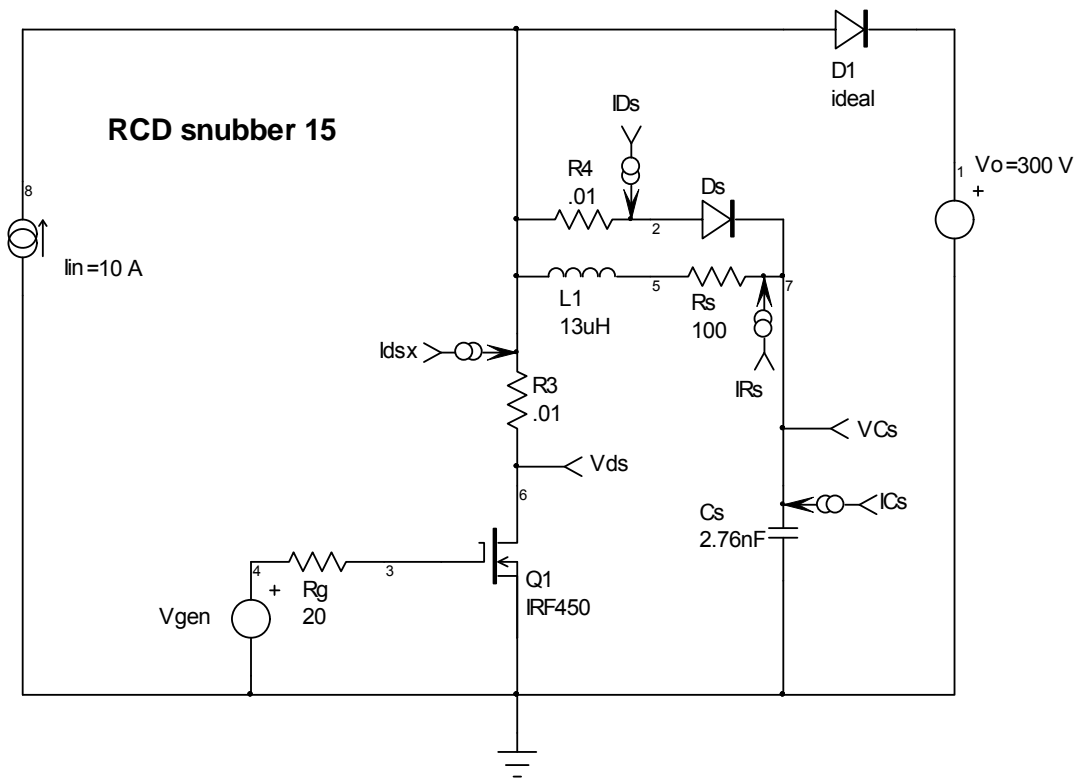 D1
ideal
IDs
RCD snubber 15
R4
.01
Ds
1
Vo=300 V
+
8
2
Iin=10 A
L1
13uH
5
Rs
100
7
Idsx
R3
.01
IRs
VCs
Vds
6
ICs
Cs
2.76nF
4
+
Rg
20
3
Q1
IRF450
Vgen